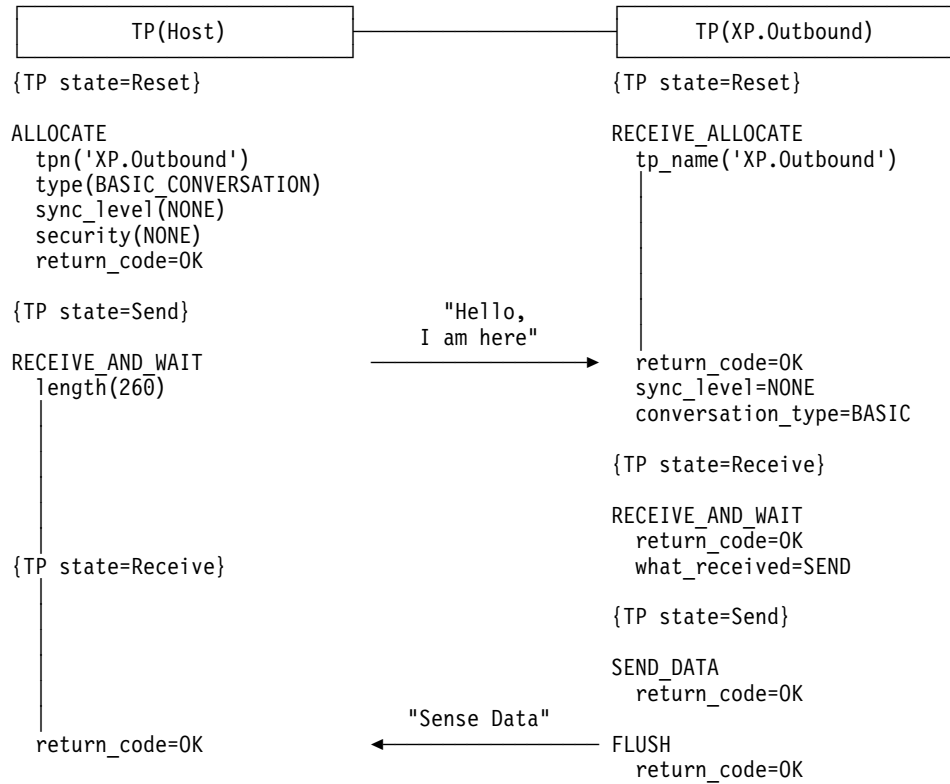 TP(Host)
TP(XP.Outbound)
{TP state=Reset}
{TP state=Reset}
ALLOCATE
tpn('XP.Outbound')
type(BASIC_CONVERSATION)
sync_level(NONE)
security(NONE)
return_code=OK
RECEIVE_ALLOCATE
tp_name('XP.Outbound')
{TP state=Send}
"Hello,
I am here"
RECEIVE_AND_WAIT
length(260)
return_code=OK
sync_level=NONE
conversation_type=BASIC
{TP state=Receive}
RECEIVE_AND_WAIT
return_code=OK
what_received=SEND
{TP state=Receive}
{TP state=Send}
SEND_DATA
return_code=OK
"Sense Data"
return_code=OK
FLUSH
return_code=OK